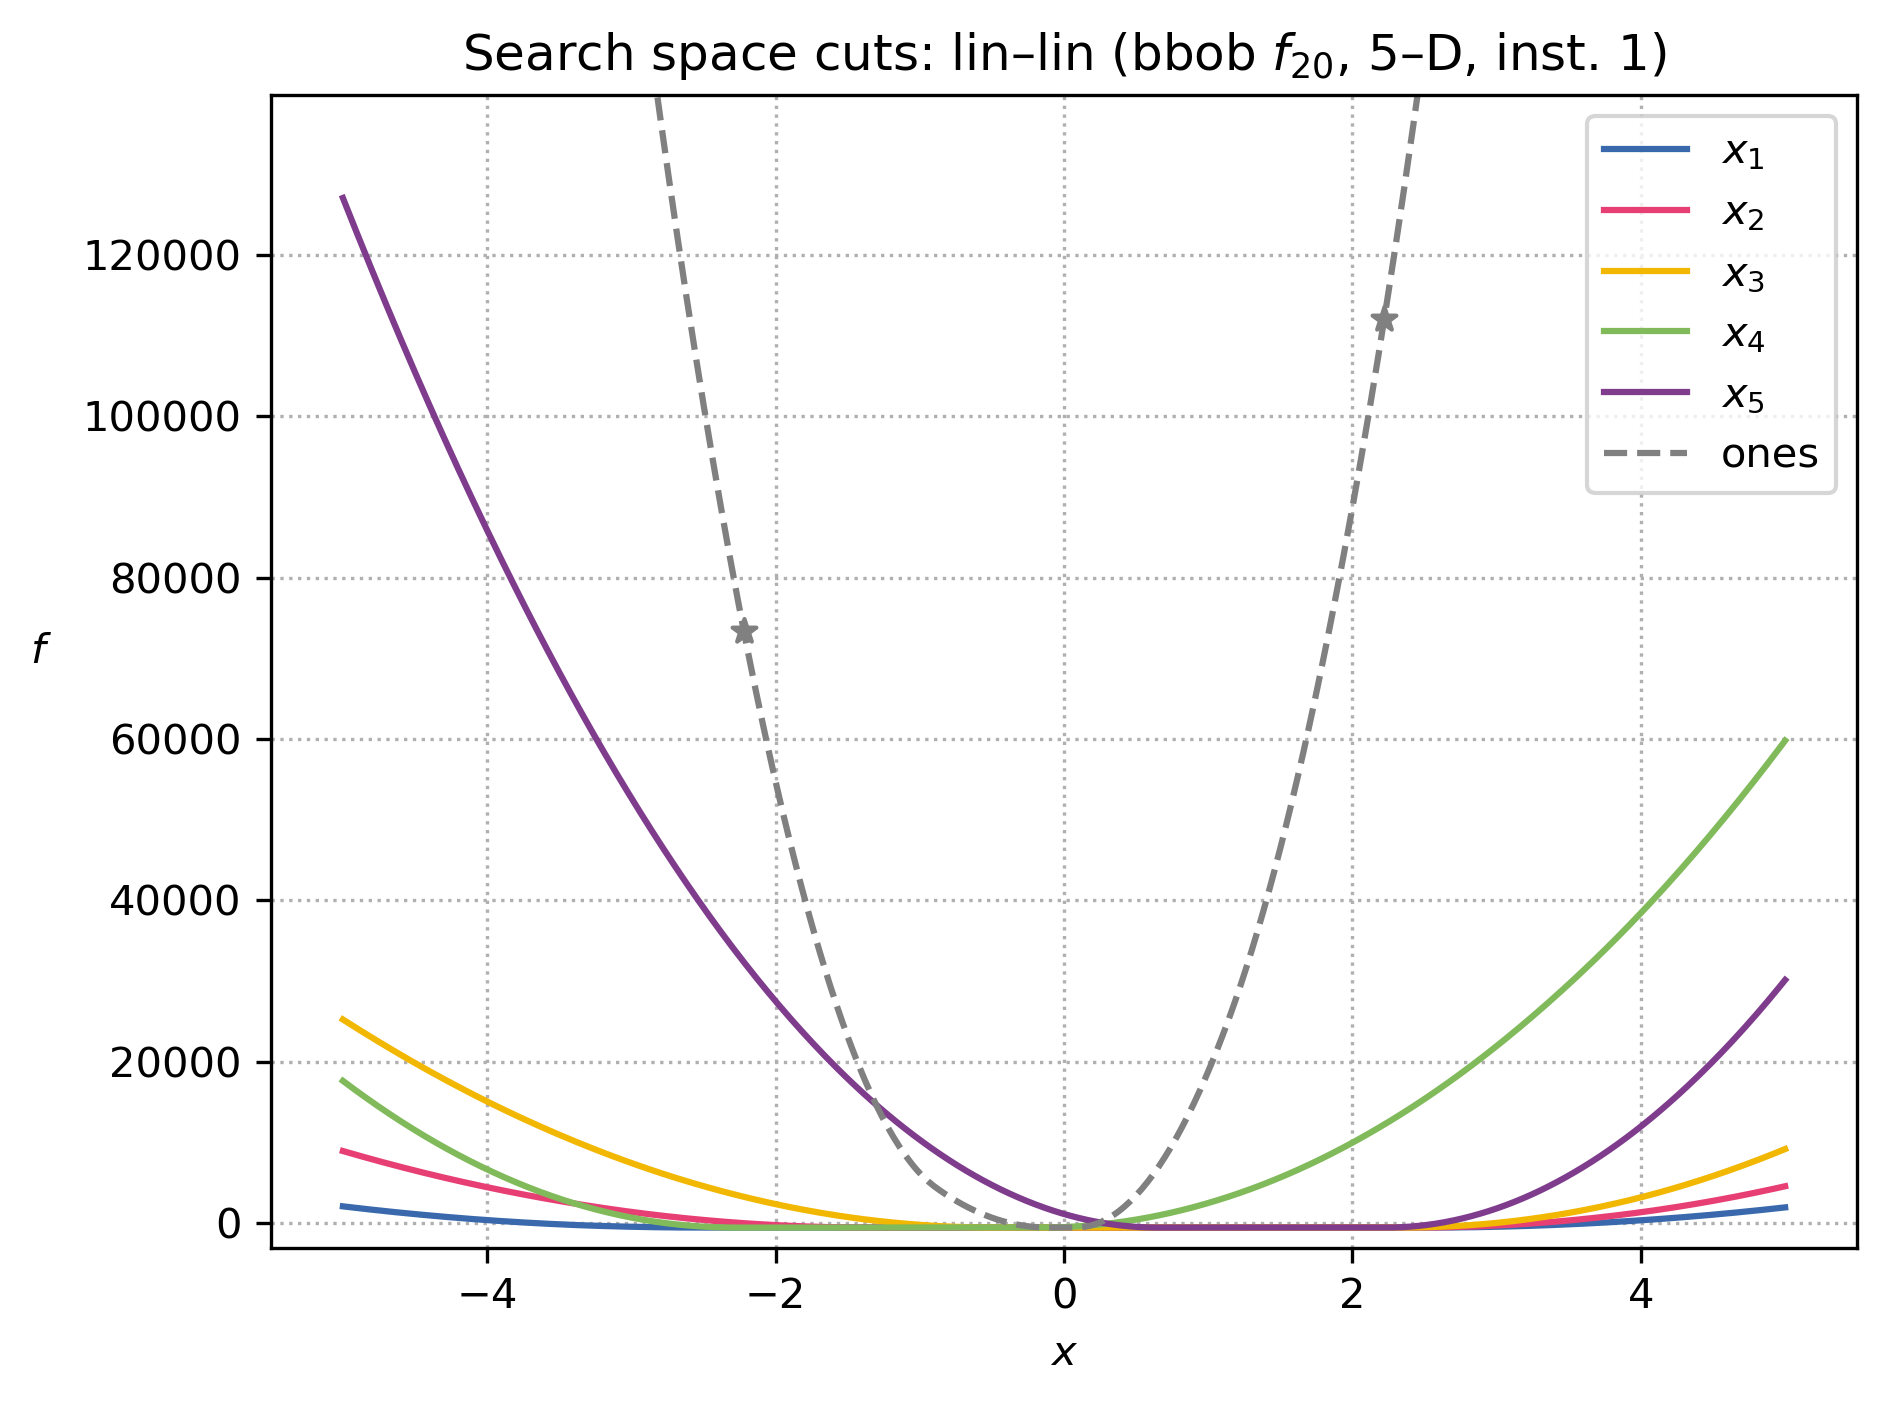 Search space cuts: lin–lin (bbob f₂₀, 5–D, inst. 1)
x₁
x₂
x₃
x₄
x₅
ones
120000
100000
80000
60000
f
40000
20000
0
−4 −2 0 2 4
x